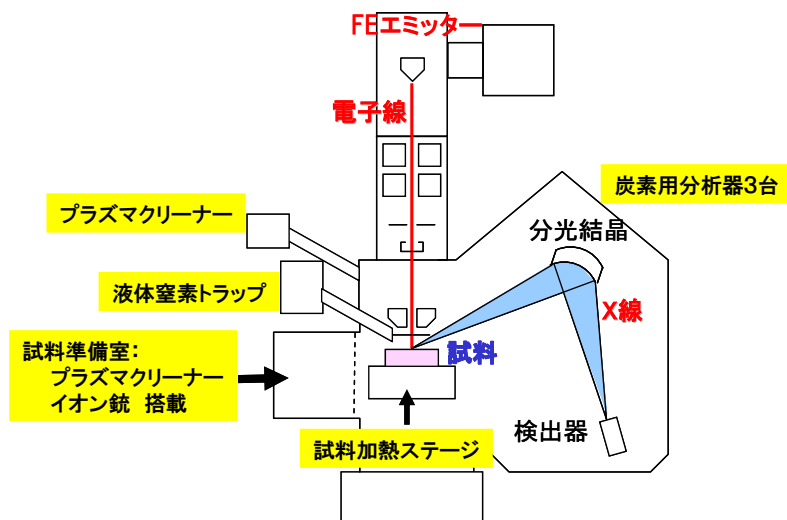 FEエミッター
電子線
炭素用分析器3台
プラズマクリーナー
分光結晶
液体窒素トラップ
X線
試料準備室:
プラズマクリーナー
イオン銃 搭載
試料
検出器
試料加熱ステージ